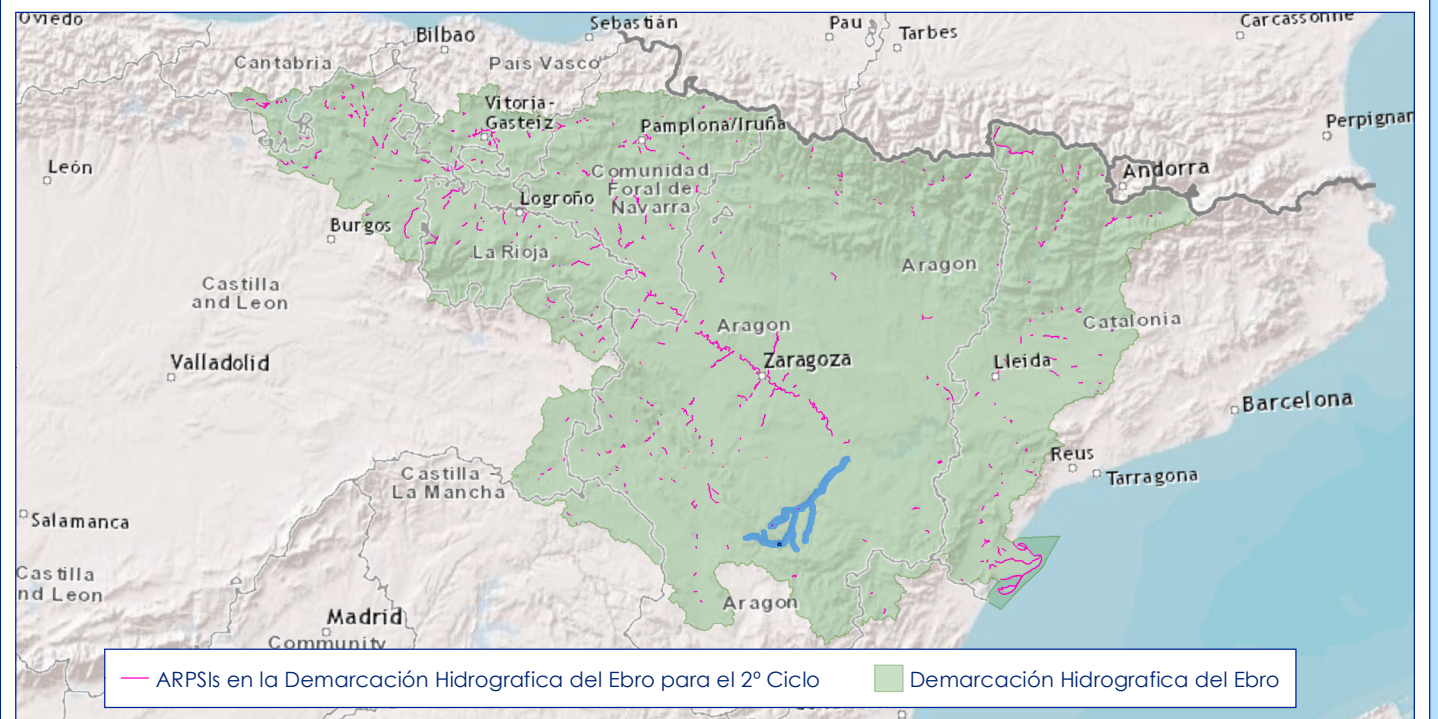 Oviedo
Sebastián
Pau
Carcassonne
Bilbao
Tarbes
Cantabria
Pais Vasco
Vitoria-
Gasteiz
Pamplona/Iruña
Perpignan
León
Comunidad
Foral de
Navarra
Andorra
Logroño
Burgos
La Rioja
Aragon
Castilla
and Leon
Aragon
Catalonia
Valladolid
Zaragoza
Lleida
Barcelona
Reus
Tarragona
Castilla -
La Mancha
Salamanca
Castilla
nd Leon
Aragon
Madrid
Community
ARPSIs en la Demarcación Hidrografica del Ebro para el 2º Ciclo
Demarcación Hidrografica del Ebro